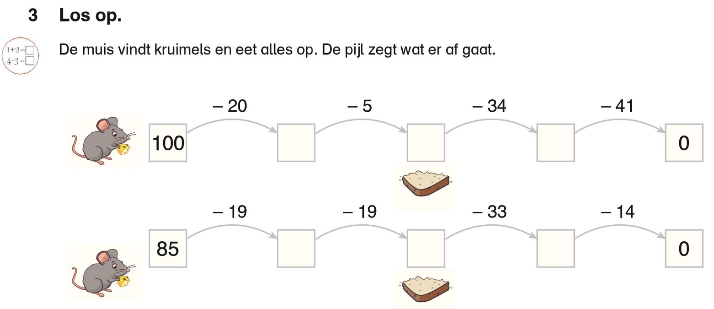 3 Los op.
1+2=
4-3=
De muis vindt kruimels en eet alles op. De pijl zegt wat er af gaat.
– 20 – 5 – 34 – 41
100 0
– 19 – 19 – 33 – 14
85 0